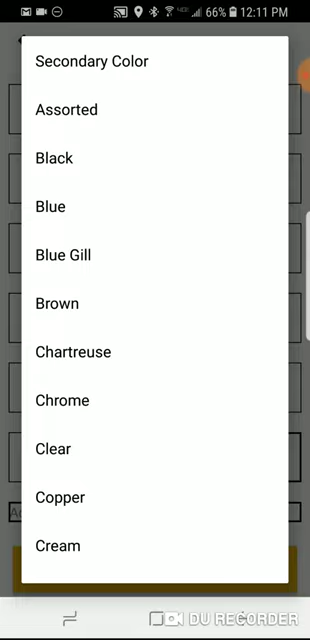 66% 12:11 PM
Secondary Color
Assorted
Black
Blue
Blue Gill
Brown
Chartreuse
Chrome
Clear
Copper
Cream
DU RECORDER